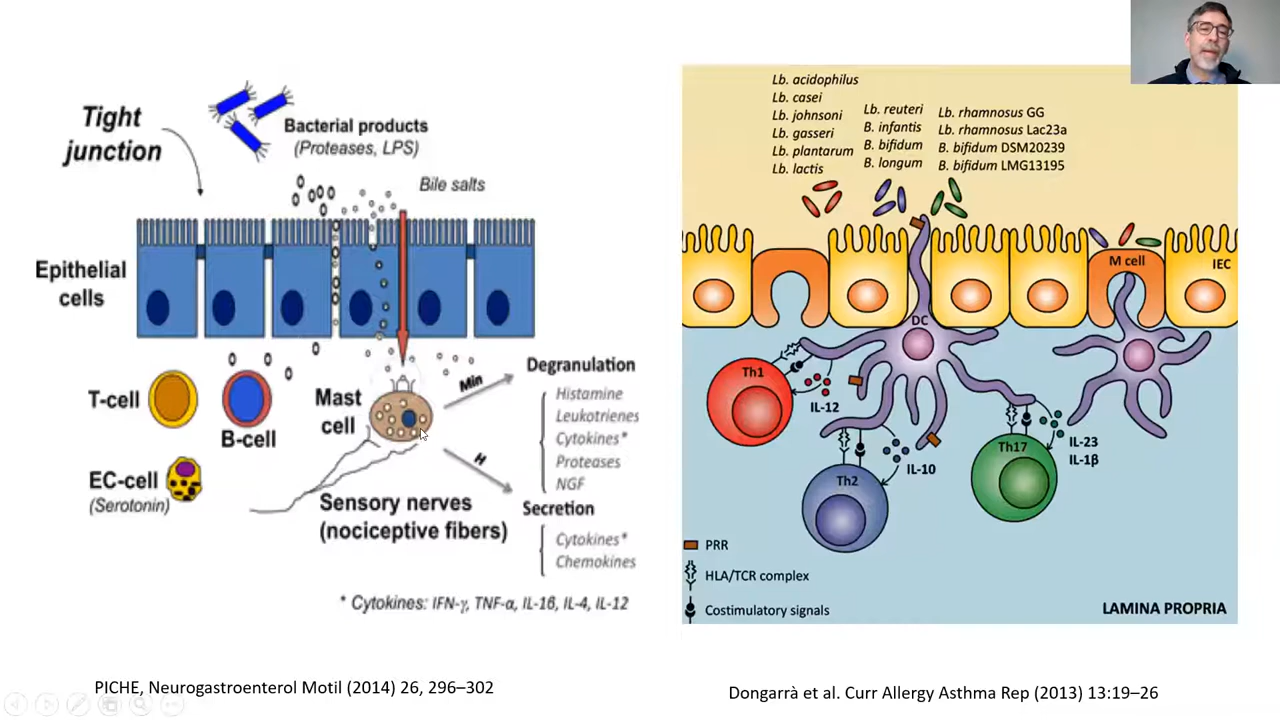 Tight
junction
Bacterial products
(Proteases, LPS)
Bile salts
Epithelial
cells
T-cell
B-cell
Mast
cell
EC-cell
(Serotonin)
Sensory nerves
(nociceptive fibers)
Min
H
Degranulation
Histamine
Leukotrienes
Cytokines*
Proteases
NGF
Secretion
Cytokines*
Chemokines
* Cytokines: IFN-γ, TNF-α, IL-16, IL-4, IL-12
PICHE, Neurogastroenterol Motil (2014) 26, 296–302
Lb. acidophilus
Lb. casei
Lb. johnsoni
Lb. gasseri
Lb. plantarum
Lb. lactis
Lb. reuteri
B. infantis
B. bifidum
B. longum
Lb. rhamnosus GG
Lb. rhamnosus Lac23a
B. bifidum DSM20239
B. bifidum LMG13195
M cell
IEC
DC
Th1
IL-12
Th2
IL-10
Th17
IL-23
IL-1β
PRR
HLA/TCR complex
Costimulatory signals
LAMINA PROPRIA
Dongarrà et al. Curr Allergy Asthma Rep (2013) 13:19–26